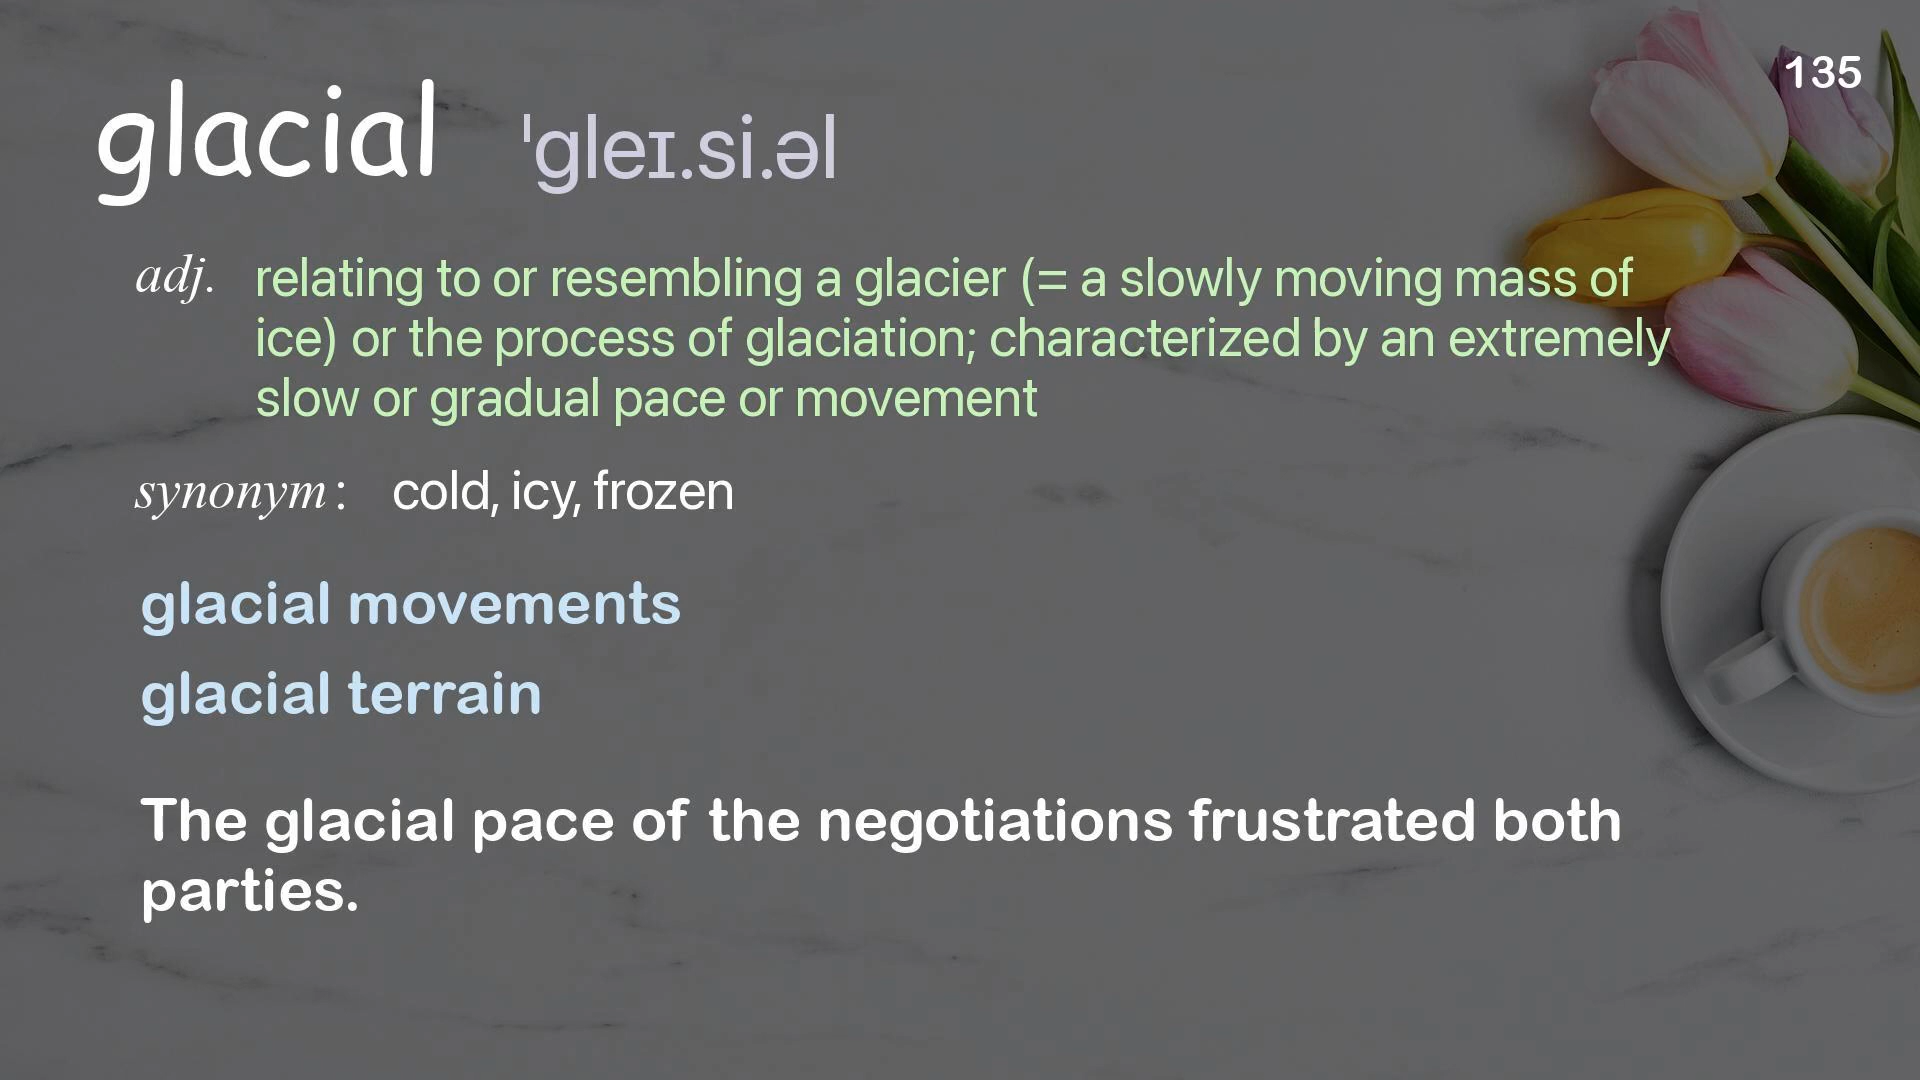 135
glacial ˈɡleɪ.si.əl
adj. relating to or resembling a glacier (= a slowly moving mass of
ice) or the process of glaciation; characterized by an extremely
slow or gradual pace or movement
synonym: cold, icy, frozen
glacial movements
glacial terrain
The glacial pace of the negotiations frustrated both
parties.